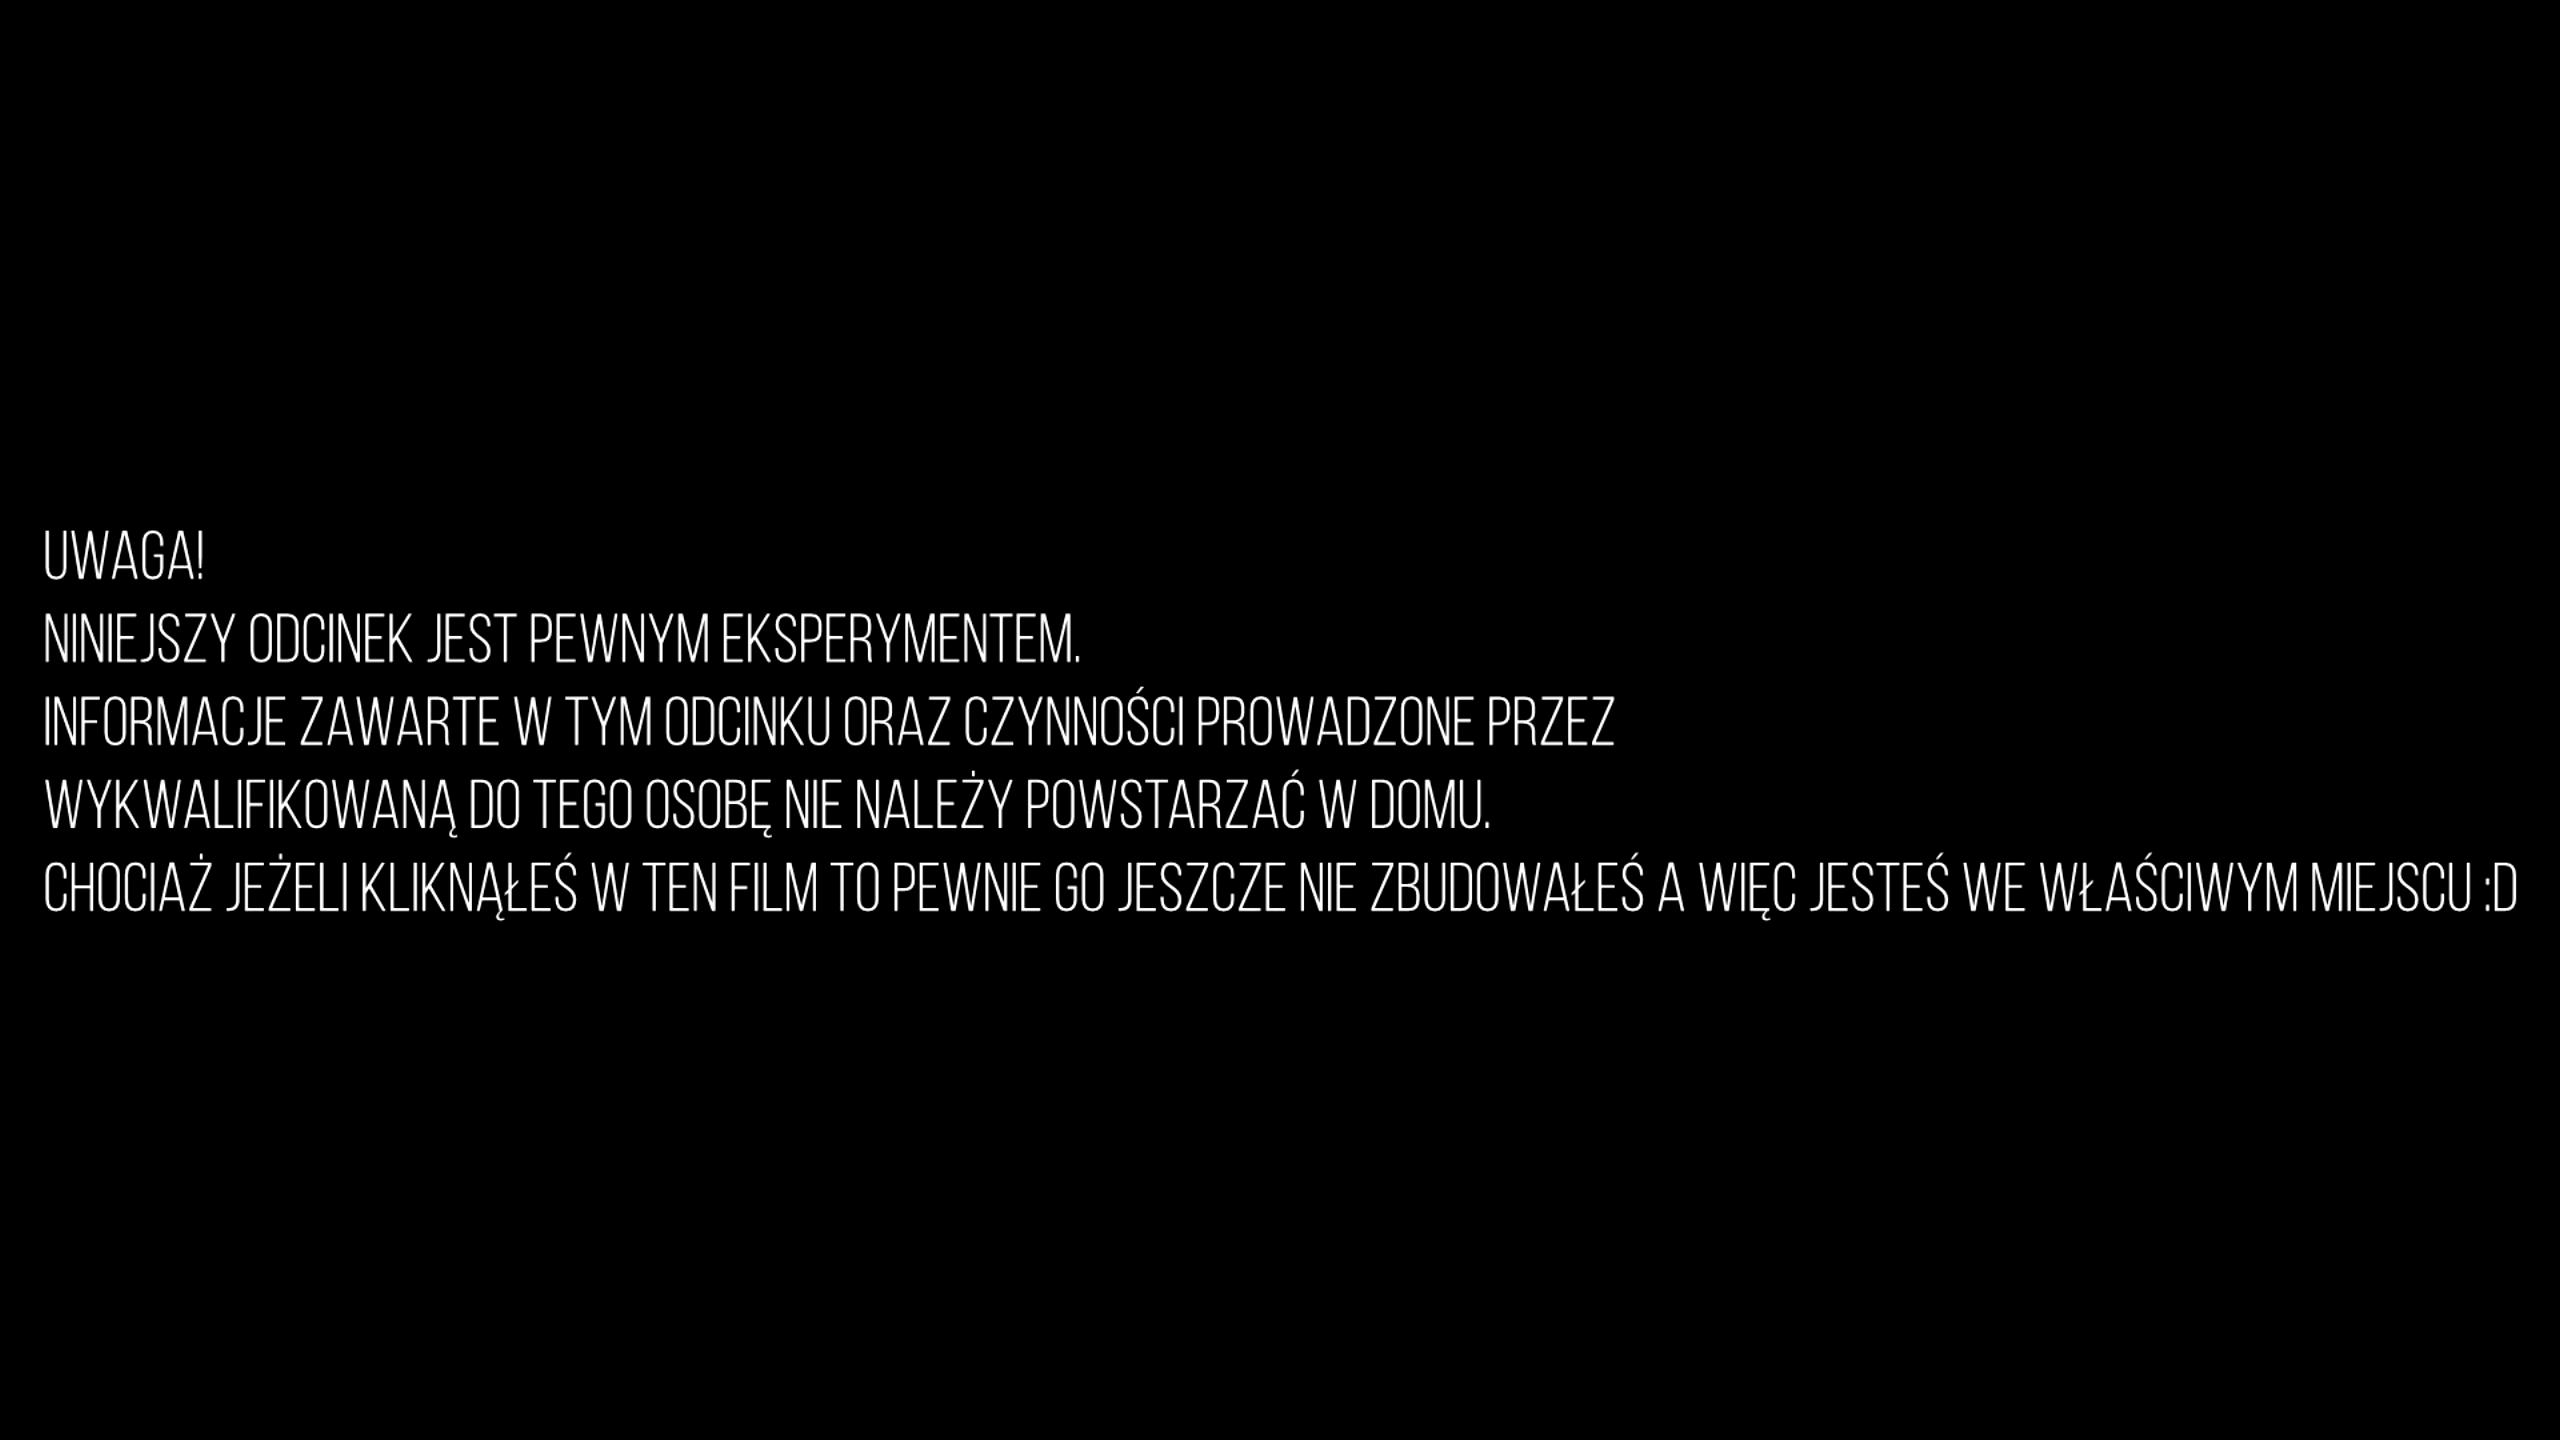 UWAGA!
NINIEJSZY ODCINEK JEST PEWNYM EKSPERYMENTEM.
INFORMACJE ZAWARTE W TYM ODCINKU ORAZ CZYNNOŚCI PROWADZONE PRZEZ
WYKWALIFIKOWANĄ DO TEGO OSOBĘ NIE NALEŻY POWSTARZAĆ W DOMU.
CHOCIAŻ JEŻELI KLIKNĄŁEŚ W TEN FILM TO PEWNIE GO JESZCZE NIE ZBUDOWAŁEŚ A WIĘC JESTEŚ WE WŁAŚCIWYM MIEJSCU :D